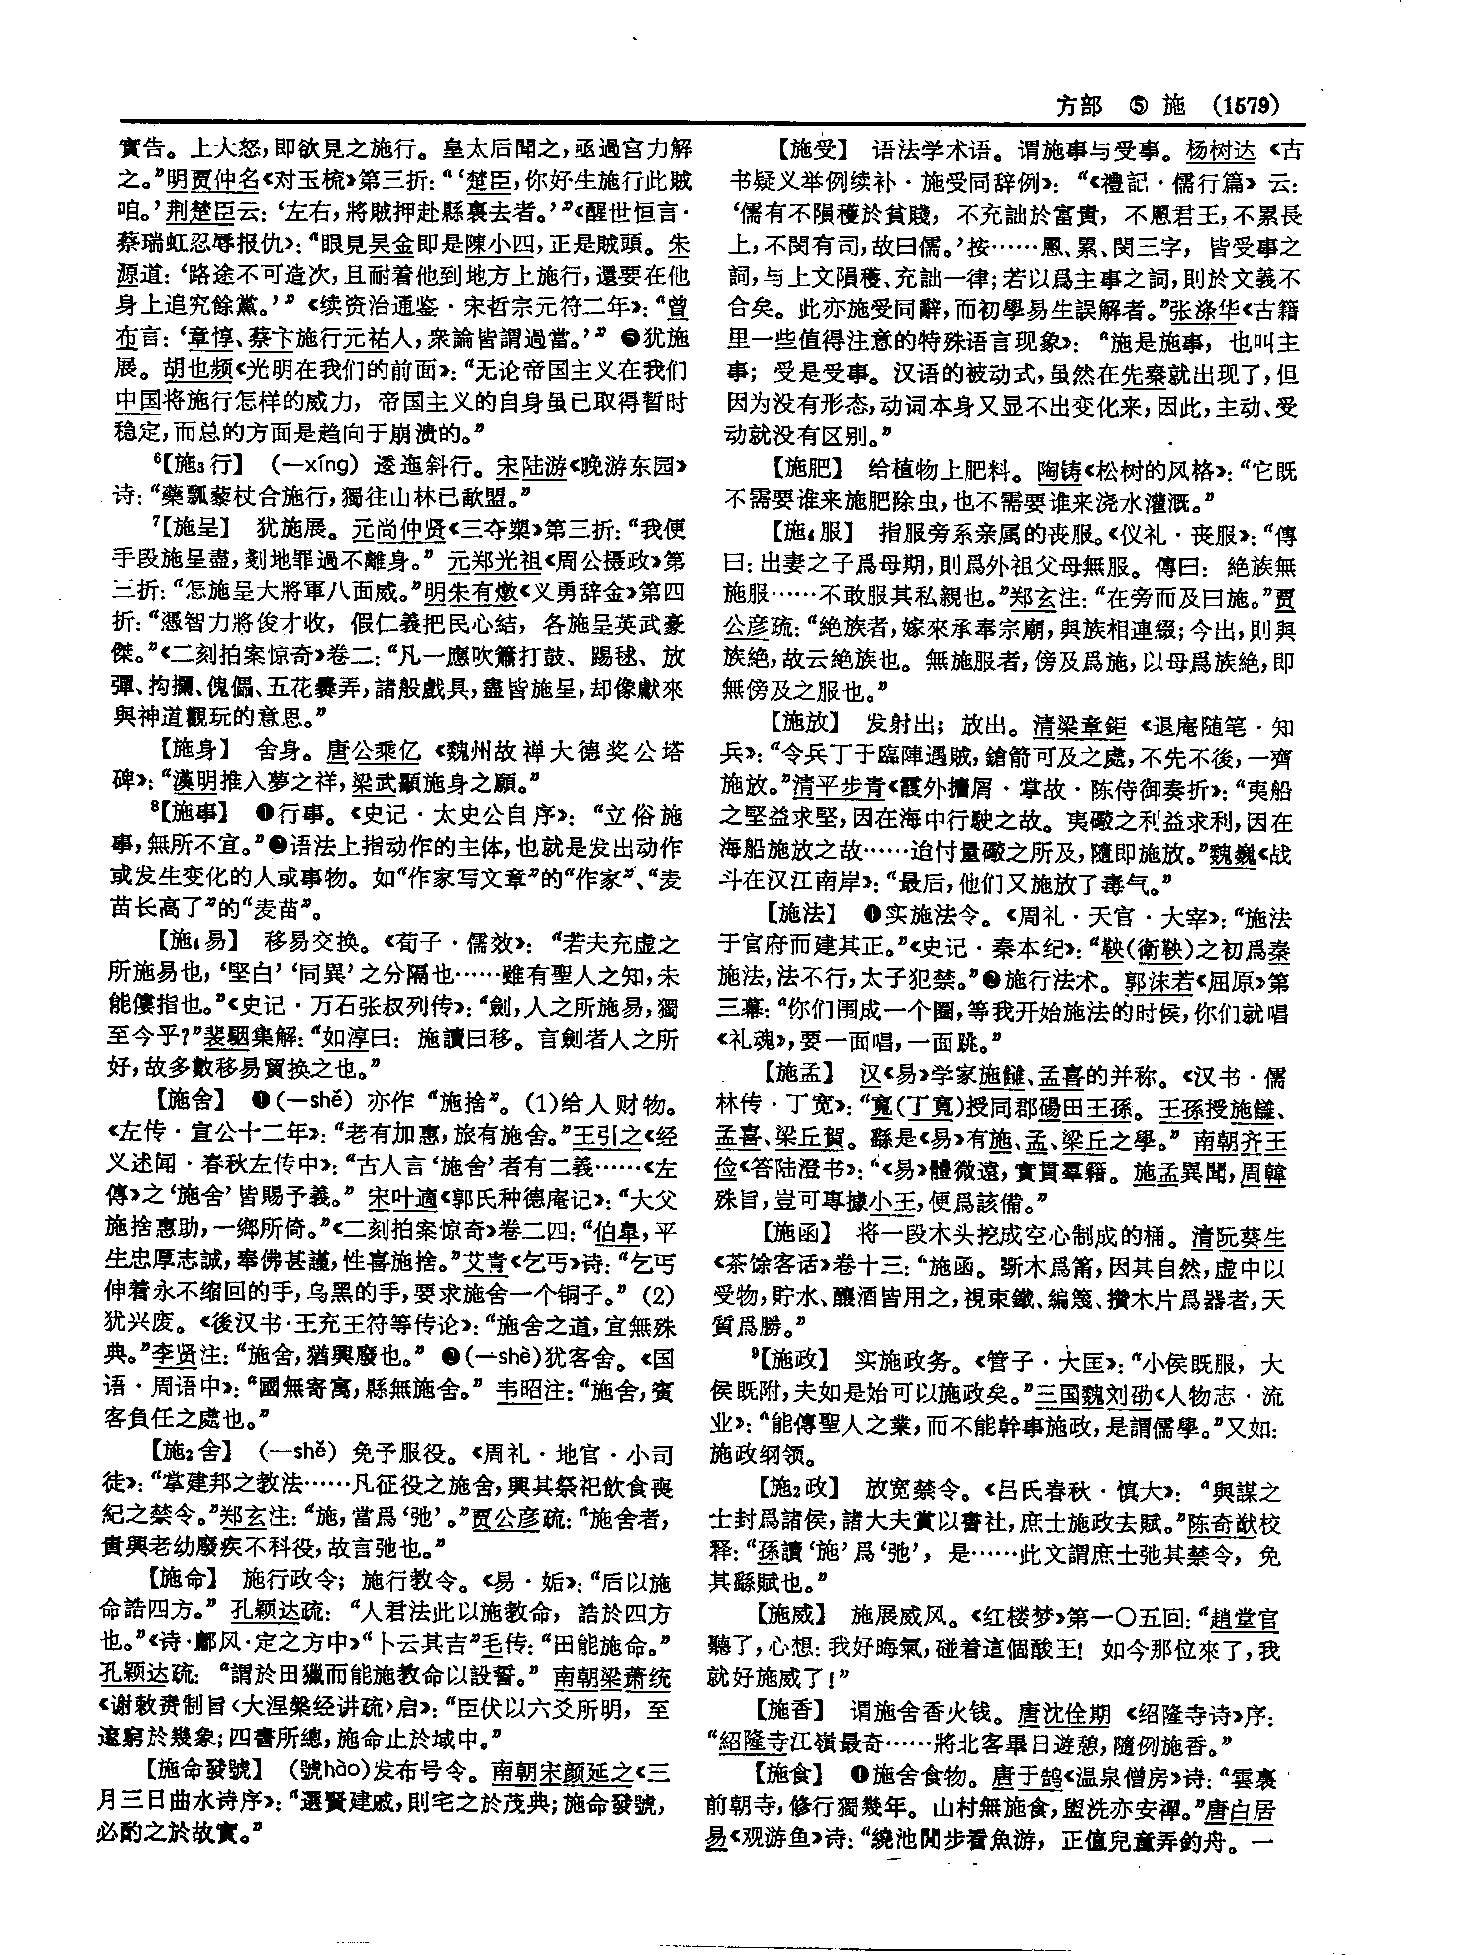 方部 ⑤ 施 (1579)
實告。上大怒，即欲見之施行。皇太后聞之，亟過宫力解
之。”明贾仲名《对玉梳》第三折：“‘楚臣，你好生施行此賊
咱。’荆楚臣云：‘左右，將賊押赴縣裏去者。’”《醒世恒言·
蔡瑞虹忍辱报仇》：“眼見吴金即是陳小四，正是賊頭。朱
源道：‘路途不可造次，且耐着他到地方上施行，還要在他
身上追究餘黨。’”《续资治通鉴·宋哲宗元符二年》：“曾
布言：‘章惇、蔡卞施行元祐人，衆論皆謂過當。’”❺犹施
展。胡也频《光明在我们的前面》：“无论帝国主义在我们
中国将施行怎样的威力，帝国主义的自身虽已取得暂时
稳定，而总的方面是趋向于崩溃的。”
⁶【施₃行】（—xíng）逶迤斜行。宋陆游《晚游东园》
诗：“藥瓢藜杖合施行，獨往山林已歃盟。”
⁷【施呈】 犹施展。元尚仲贤《三夺槊》第三折：“我便
手段施呈盡，剗地罪過不離身。”元郑光祖《周公摄政》第
三折：“怎施呈大將軍八面威。”明朱有燉《义勇辞金》第四
折：“憑智力將俊才收，假仁義把民心結，各施呈英武豪
傑。”《二刻拍案惊奇》卷二：“凡一應吹簫打鼓、踢毬、放
彈、抅攔、傀儡、五花爨弄，諸般戲具，盡皆施呈，却像獻來
與神道觀玩的意思。”
【施身】 舍身。唐公乘亿《魏州故禅大德奖公塔
碑》：“漢明推入夢之祥，梁武顯施身之願。”
⁸【施事】 ❶行事。《史记·太史公自序》：“立俗施
事，無所不宜。”❷语法上指动作的主体，也就是发出动作
或发生变化的人或事物。如“作家写文章”的“作家”、“麦
苗长高了”的“麦苗”。
【施₄易】 移易交换。《荀子·儒效》：“若夫充虚之
所施易也，‘堅白’‘同異’之分隔也……雖有聖人之知，未
能僂指也。”《史记·万石张叔列传》：“劍，人之所施易，獨
至今乎？”裴駰集解：“如淳曰：施讀曰移。言劍者人之所
好，故多數移易貿换之也。”
【施舍】 ❶（—shě）亦作“施捨”。(1)给人财物。
《左传·宣公十二年》：“老有加惠，旅有施舍。”王引之《经
义述闻·春秋左传中》：“古人言‘施舍’者有二義……《左
傳》之‘施舍’皆賜予義。”宋叶適《郭氏种德庵记》：“大父
施捨惠助，一鄉所倚。”《二刻拍案惊奇》卷二四：“伯皋，平
生忠厚志誠，奉佛甚謹，性喜施捨。”艾青《乞丐》诗：“乞丐
伸着永不缩回的手，乌黑的手，要求施舍一个铜子。”(2)
犹兴废。《後汉书·王充王符等传论》：“施舍之道，宜無殊
典。”李贤注：“施舍，猶興廢也。”❷（—shè）犹客舍。《国
语·周语中》：“國無寄寓，縣無施舍。”韦昭注：“施舍，賓
客負任之處也。”
【施₂舍】（—shě）免予服役。《周礼·地官·小司
徒》：“掌建邦之教法……凡征役之施舍，興其祭祀飲食喪
紀之禁令。”郑玄注：“施，當爲‘弛’。”贾公彦疏：“施舍者，
貴興老幼廢疾不科役，故言弛也。”
【施命】 施行政令；施行教令。《易·姤》：“后以施
命誥四方。”孔颖达疏：“人君法此以施教命，誥於四方
也。”《诗·鄘风·定之方中》“卜云其吉”毛传：“田能施命。”
孔颖达疏：“謂於田獵而能施教命以設誓。”南朝梁萧统
《谢敕赉制旨〈大涅槃经讲疏〉启》：“臣伏以六爻所明，至
邃窮於幾象；四書所總，施命止於域中。”
【施命發號】（號hào）发布号令。南朝宋颜延之《三
月三日曲水诗序》：“選賢建戚，則宅之於茂典；施命發號，
必酌之於故實。”
【施受】 语法学术语。谓施事与受事。杨树达《古
书疑义举例续补·施受同辞例》：“《禮記·儒行篇》云：
‘儒有不隕穫於貧賤，不充詘於富貴，不慁君王，不累長
上，不閔有司，故曰儒。’按……慁、累、閔三字，皆受事之
詞，与上文隕穫、充詘一律；若以爲主事之詞，則於文義不
合矣。此亦施受同辭，而初學易生誤解者。”张涤华《古籍
里一些值得注意的特殊语言现象》：“施是施事，也叫主
事；受是受事。汉语的被动式，虽然在先秦就出现了，但
因为没有形态，动词本身又显不出变化来，因此，主动、受
动就没有区别。”
【施肥】 给植物上肥料。陶铸《松树的风格》：“它既
不需要谁来施肥除虫，也不需要谁来浇水灌溉。”
【施₄服】 指服旁系亲属的丧服。《仪礼·丧服》：“傳
曰：出妻之子爲母期，則爲外祖父母無服。傳曰：絶族無
施服……不敢服其私親也。”郑玄注：“在旁而及曰施。”贾
公彦疏：“絶族者，嫁來承奉宗廟，與族相連綴；今出，則與
族絶，故云絶族也。無施服者，傍及爲施，以母爲族絶，即
無傍及之服也。”
【施放】 发射出；放出。清梁章鉅《退庵随笔·知
兵》：“令兵丁于臨陣遇賊，鎗箭可及之處，不先不後，一齊
施放。”清平步青《霞外攟屑·掌故·陈侍御奏折》：“夷船
之堅益求堅，因在海中行駛之故。夷礮之利益求利，因在
海船施放之故……迨忖量礮之所及，隨即施放。”魏巍《战
斗在汉江南岸》：“最后，他们又施放了毒气。”
【施法】 ❶实施法令。《周礼·天官·大宰》：“施法
于官府而建其正。”《史记·秦本纪》：“鞅（衛鞅）之初爲秦
施法，法不行，太子犯禁。”❷施行法术。郭沫若《屈原》第
三幕：“你们围成一个圈，等我开始施法的时候，你们就唱
《礼魂》，要一面唱，一面跳。”
【施孟】 汉《易》学家施雠、孟喜的并称。《汉书·儒
林传·丁宽》：“寬（丁寬）授同郡碭田王孫。王孫授施讎、
孟喜、梁丘賀。繇是《易》有施、孟、梁丘之學。”南朝齐王
俭《答陆澄书》：“《易》體微遠，實貫羣籍。施孟異聞，周韓
殊旨，豈可專據小王，便爲該備。”
【施函】 将一段木头挖成空心制成的桶。清阮葵生
《茶馀客话》卷十三：“施函。斲木爲筩，因其自然，虚中以
受物，貯水、釀酒皆用之，視束鐵、編篾、攢木片爲器者，天
質爲勝。”
⁹【施政】 实施政务。《管子·大匡》：“小侯既服，大
侯既附，夫如是始可以施政矣。”三国魏刘劭《人物志·流
业》：“能傳聖人之業，而不能幹事施政，是謂儒學。”又如：
施政纲领。
【施₂政】 放宽禁令。《吕氏春秋·慎大》：“與謀之
士封爲諸侯，諸大夫賞以書社，庶士施政去賦。”陈奇猷校
释：“孫讀‘施’爲‘弛’，是……此文謂庶士弛其禁令，免
其繇賦也。”
【施威】 施展威风。《红楼梦》第一〇五回：“趙堂官
聽了，心想：我好晦氣，碰着這個酸王！如今那位來了，我
就好施威了！”
【施香】 谓施舍香火钱。唐沈佺期《绍隆寺诗》序：
“紹隆寺江嶺最奇……將北客畢日遊憩，隨例施香。”
【施食】 ❶施舍食物。唐于鹄《温泉僧房》诗：“雲裏
前朝寺，修行獨幾年。山村無施食，盥洗亦安禪。”唐白居
易《观游鱼》诗：“繞池閒步看魚游，正值兒童弄釣舟。一